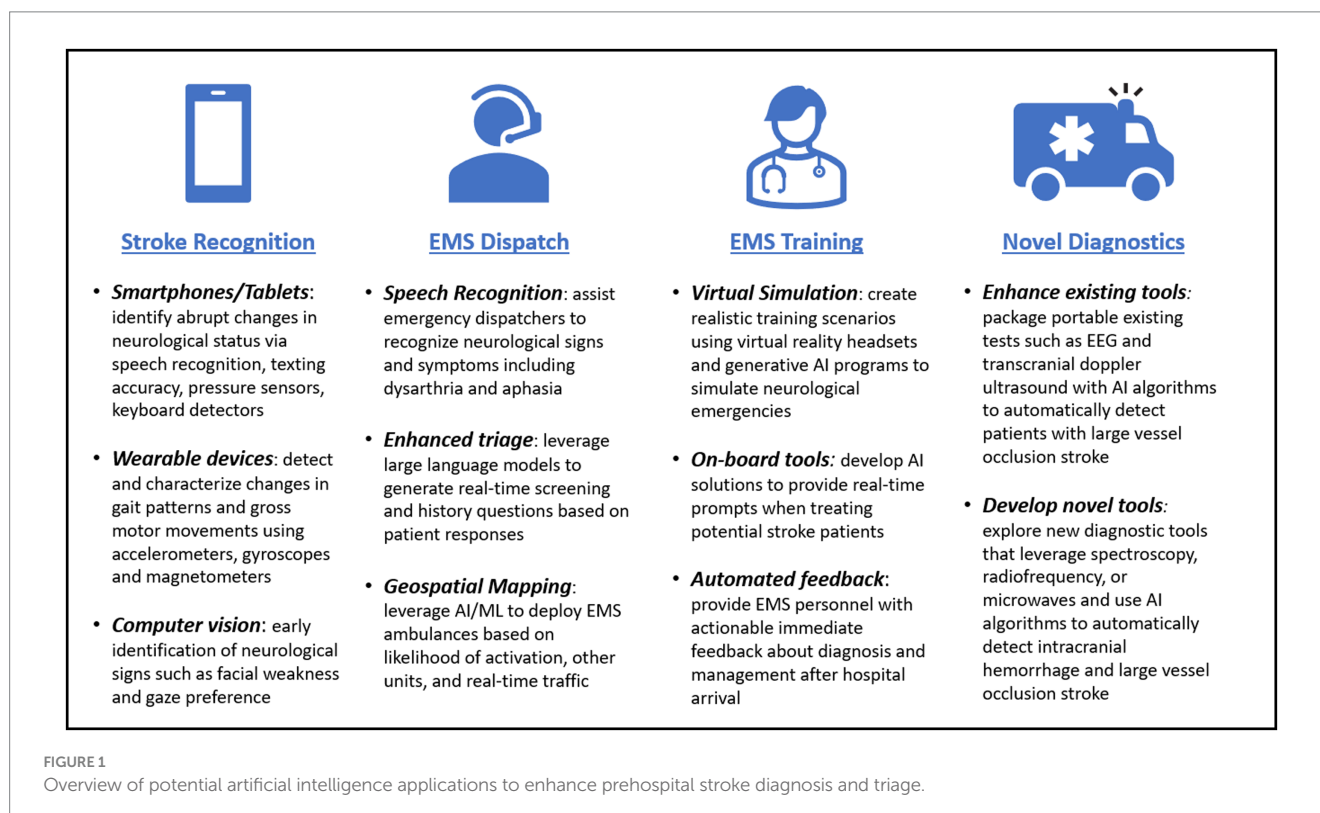 Stroke Recognition
• Smartphones/Tablets:
identify abrupt changes in
neurological status via
speech recognition, texting
accuracy, pressure sensors,
keyboard detectors
• Wearable devices: detect
and characterize changes in
gait patterns and gross
motor movements using
accelerometers, gyroscopes
and magnetometers
• Computer vision: early
identification of neurological
signs such as facial weakness
and gaze preference
EMS Dispatch
• Speech Recognition: assist
emergency dispatchers to
recognize neurological signs
and symptoms including
dysarthria and aphasia
• Enhanced triage: leverage
large language models to
generate real-time screening
and history questions based on
patient responses
• Geospatial Mapping:
leverage AI/ML to deploy EMS
ambulances based on
likelihood of activation, other
units, and real-time traffic
EMS Training
• Virtual Simulation: create
realistic training scenarios
using virtual reality headsets
and generative AI programs to
simulate neurological
emergencies
• On-board tools: develop AI
solutions to provide real-time
prompts when treating
potential stroke patients
• Automated feedback:
provide EMS personnel with
actionable immediate
feedback about diagnosis and
management after hospital
arrival
Novel Diagnostics
• Enhance existing tools:
package portable existing
tests such as EEG and
transcranial doppler
ultrasound with AI algorithms
to automatically detect
patients with large vessel
occlusion stroke
• Develop novel tools:
explore new diagnostic tools
that leverage spectroscopy,
radiofrequency, or
microwaves and use AI
algorithms to automatically
detect intracranial
hemorrhage and large vessel
occlusion stroke
FIGURE 1
Overview of potential artificial intelligence applications to enhance prehospital stroke diagnosis and triage.